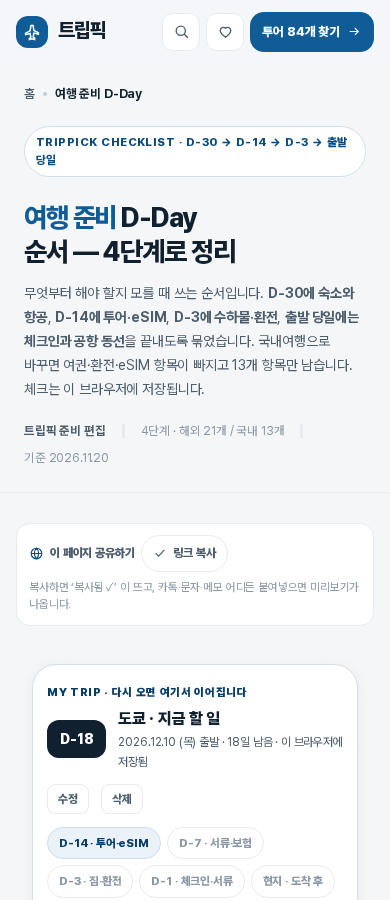 트립픽
투어 84개 찾기 →
홈 • 여행 준비 D-Day
TRIPPICK CHECKLIST · D-30 → D-14 → D-3 → 출발
당일
여행 준비 D-Day
순서 — 4단계로 정리
무엇부터 해야 할지 모를 때 쓰는 순서입니다. D-30에 숙소와
항공, D-14에 투어·eSIM, D-3에 수하물·환전, 출발 당일에는
체크인과 공항 동선을 끝내도록 묶었습니다. 국내여행으로
바꾸면 여권·환전·eSIM 항목이 빠지고 13개 항목만 남습니다.
체크는 이 브라우저에 저장됩니다.
트립픽 준비 편집 | 4단계 · 해외 21개 / 국내 13개 |
기준 2026.11.20
이 페이지 공유하기 ✓ 링크 복사
복사하면 '복사됨 ✓' 이 뜨고, 카톡·문자·메모 어디든 붙여넣으면 미리보기가
나옵니다.
MY TRIP · 다시 오면 여기서 이어집니다
도쿄 · 지금 할 일
D-18
2026.12.10 (목) 출발 · 18일 남음 · 이 브라우저에
저장됨
수정 삭제
D-14 · 투어·eSIM D-7 · 서류·보험
D-3 · 짐·환전 D-1 · 체크인·서류 현지 · 도착 후